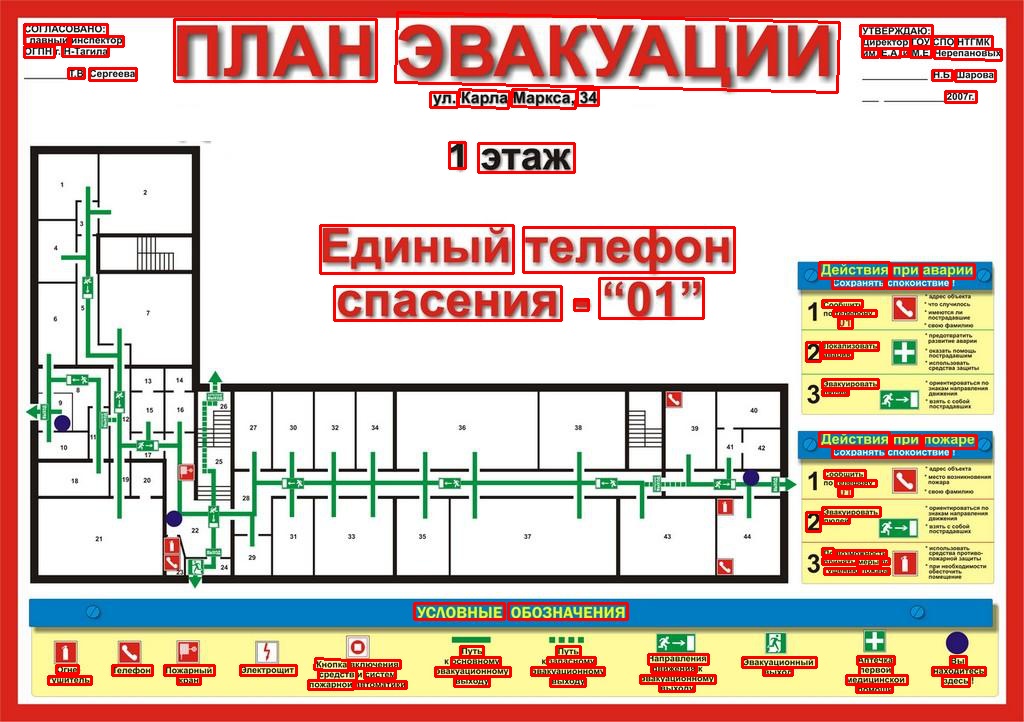 СОГЛАСОВАНО:
Главный инспектор
ОГПН г. Н-Тагила
Т.В. Сергеева
ПЛАН ЭВАКУАЦИИ
ул. Карла Маркса, 34
УТВЕРЖДАЮ:
Директор ГОУ СПО НТГМК
им. Е.А. и М.Е. Черепановых
Я.Б. Шарова
2007г.
1 этаж
Единый телефон
спасения - “01”
Действия при аварии
Сохранять спокойствие !
1 Сообщить
по телефону
01
* адрес объекта
* что случилось
* имеются ли
пострадавшие
* свою фамилию
2 Локализовать
аварию
* предотвратить
развитие аварии
* оказать помощь
пострадавшим
* использовать
средства защиты
3 Эвакуировать
людей
* ориентироваться по
знакам направления
движения
* взять с собой
пострадавших
Действия при пожаре
Сохранять спокойствие !
1 Сообщить
по телефону
01
* адрес объекта
* место возникновения
пожара
* свою фамилию
2 Эвакуировать
людей
* ориентироваться по
знакам направления
движения
* взять с собой
пострадавших
3 По возможности
принять меры по
тушению пожара
* использовать
средства противо-
пожарной защиты
* при необходимости
обесточить
помещение
1
2
3
4
5
6
7
8
9
10
11
12
13
14
15
16
17
18
19
20
21
22
23
24
25
26
27
28
29
30
31
32
33
34
35
36
37
38
39
40
41
42
43
44
УСЛОВНЫЕ ОБОЗНАЧЕНИЯ
Огне
тушитель
Телефон
Пожарный
кран
Электрощит
Кнопка включения
средств и систем
пожарной автоматики
Путь
к основному
эвакуационному
выходу
Путь
к запасному
эвакуационному
выходу
Направления
движения к
эвакуационному
выходу
Эвакуационный
выход
Аптечка
первой
медицинской
помощи
Вы
находитесь
здесь !